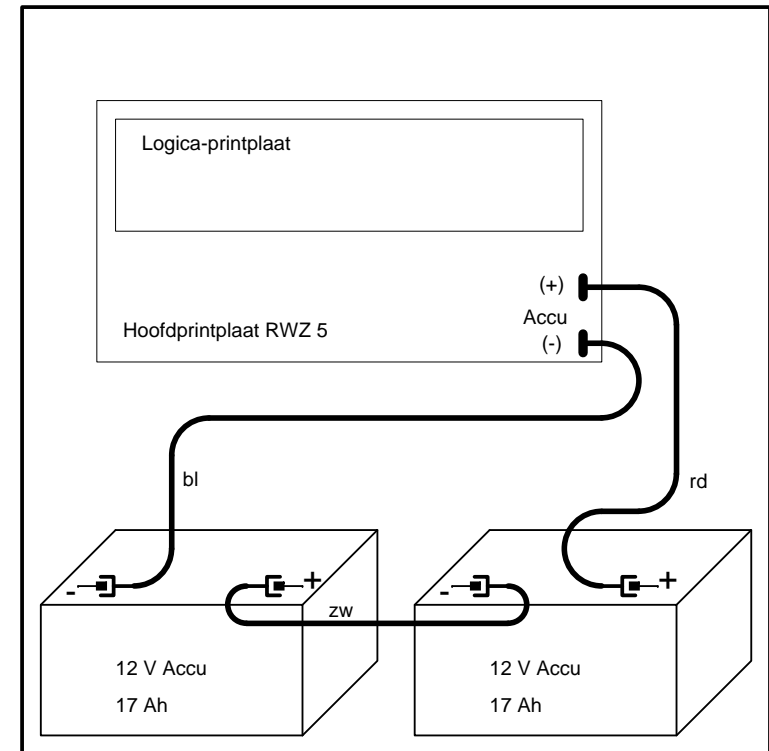 Logica-printplaat
(+)
Accu
Hoofdprintplaat RWZ 5
(-)
bl
rd
- +
- +
zw
12 V Accu
17 Ah
12 V Accu
17 Ah